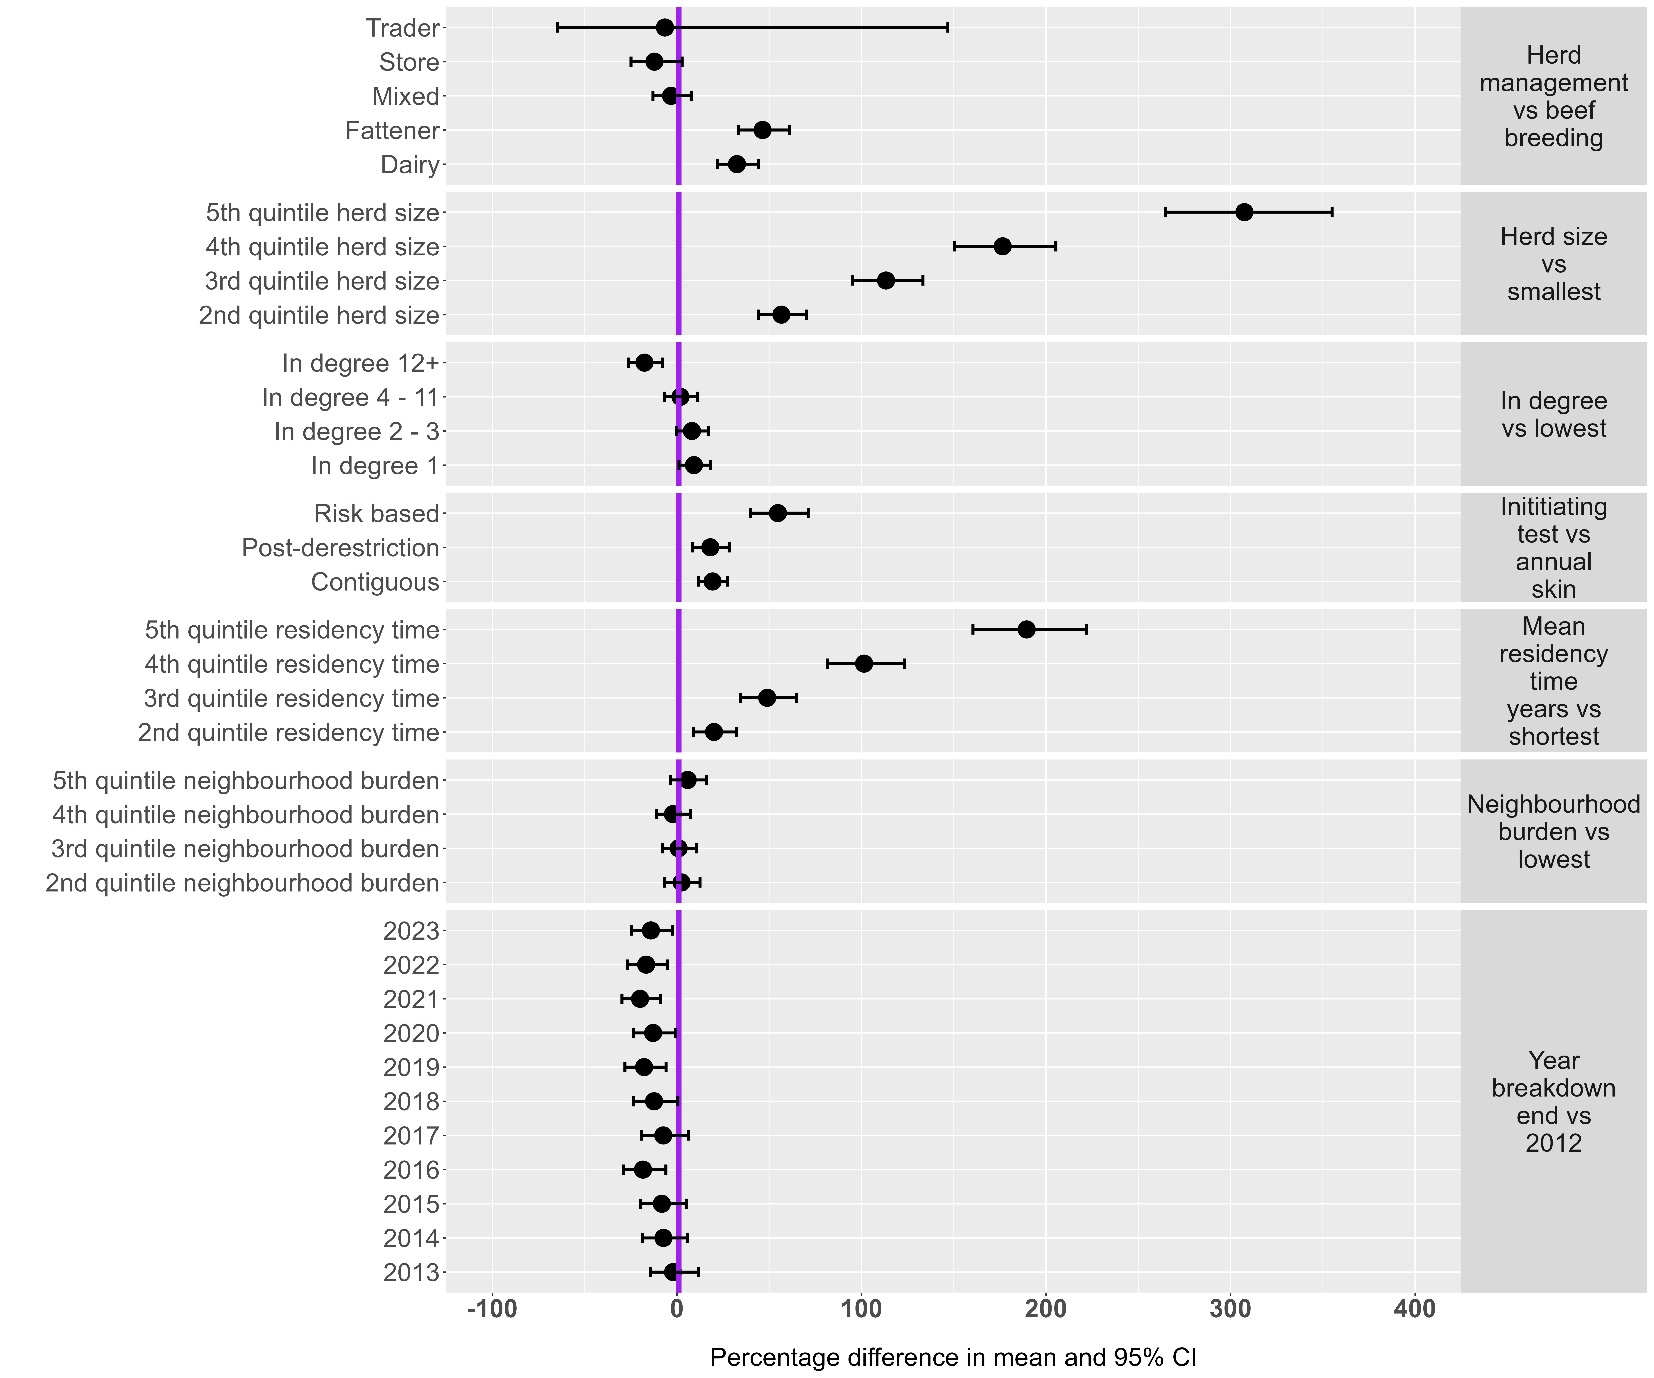 Trader
Store
Mixed
Fattener
Dairy
Herd
management
vs beef
breeding
5th quintile herd size
4th quintile herd size
3rd quintile herd size
2nd quintile herd size
Herd size
vs
smallest
In degree 12+
In degree 4 - 11
In degree 2 - 3
In degree 1
In degree
vs lowest
Risk based
Post-derestriction
Contiguous
Inititiating
test vs
annual
skin
5th quintile residency time
4th quintile residency time
3rd quintile residency time
2nd quintile residency time
Mean
residency
time
years vs
shortest
5th quintile neighbourhood burden
4th quintile neighbourhood burden
3rd quintile neighbourhood burden
2nd quintile neighbourhood burden
Neighbourhood
burden vs
lowest
2023
2022
2021
2020
2019
2018
2017
2016
2015
2014
2013
Year
breakdown
end vs
2012
-100 0 100 200 300 400
Percentage difference in mean and 95% CI